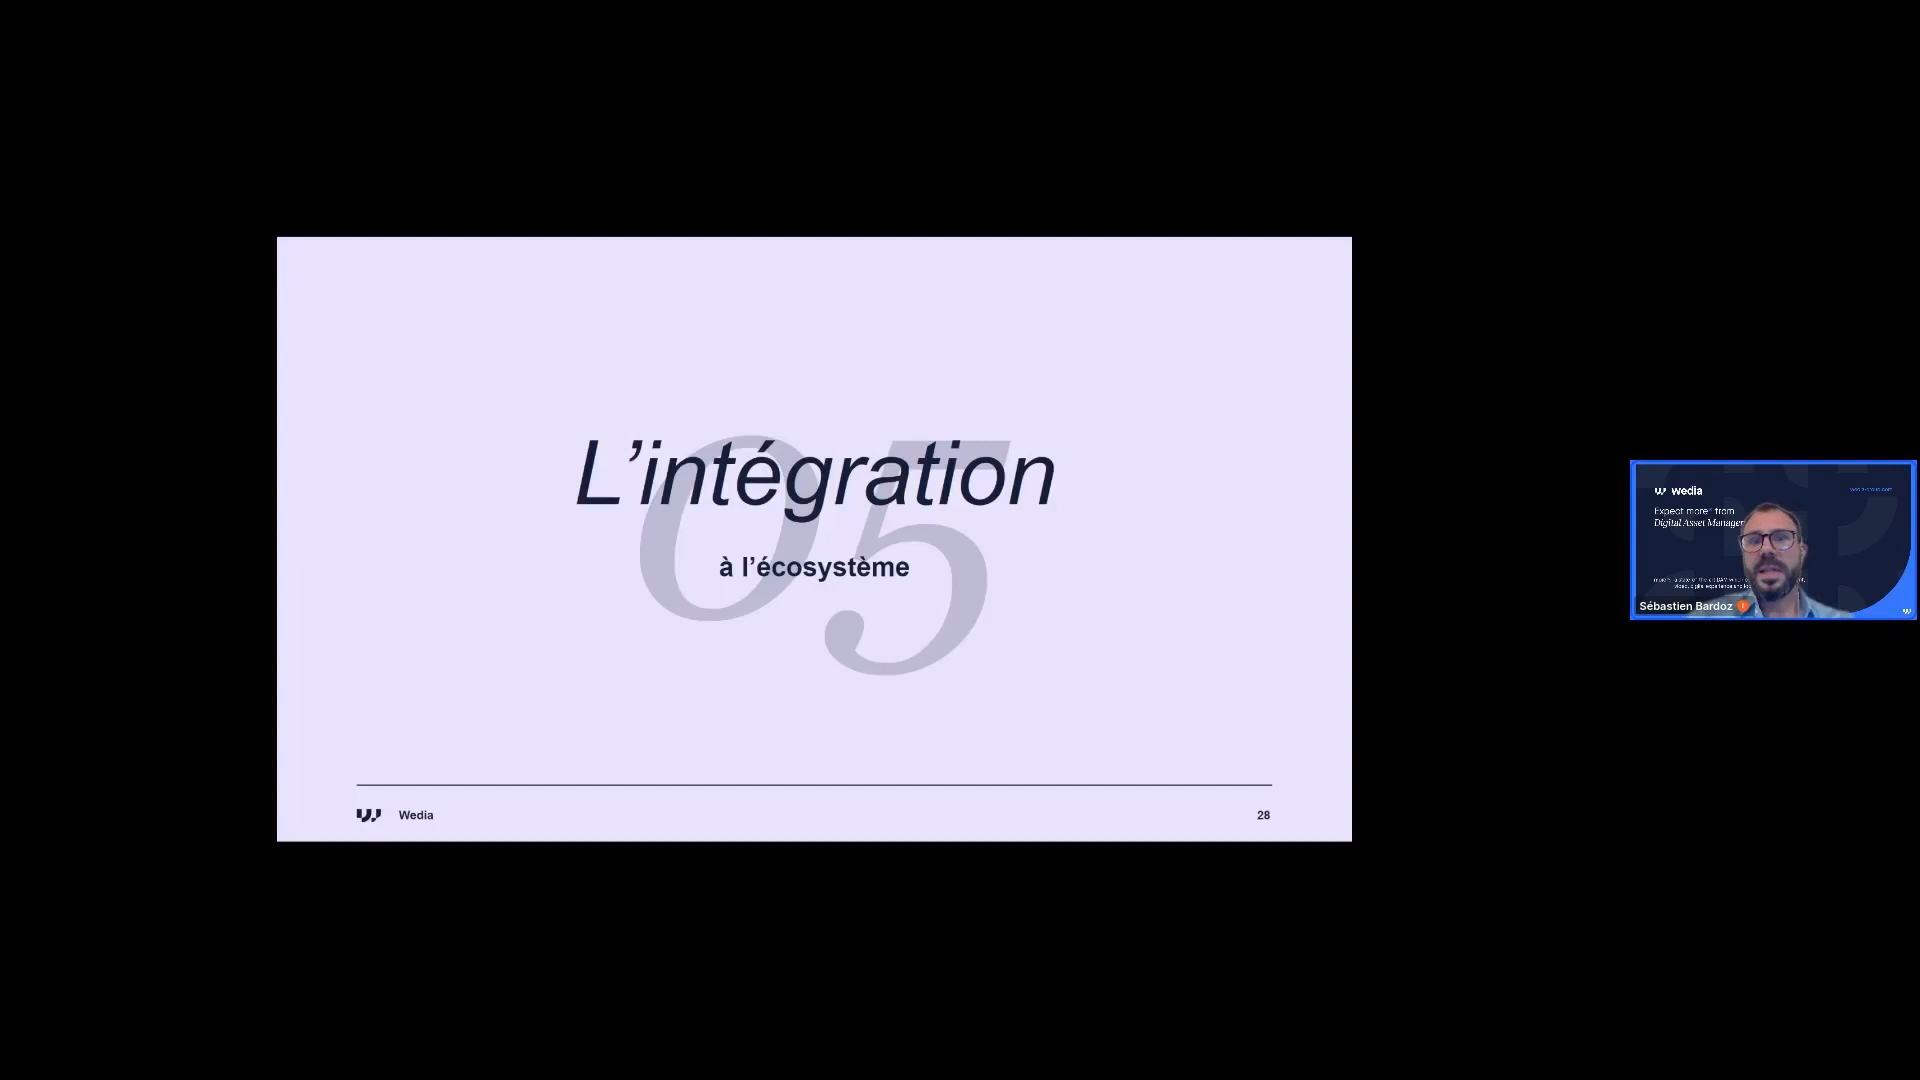 05
L’intégration
à l’écosystème
Wedia
28
wedia
Expect more* from
Digital Asset Manager
Sébastien Bardoz